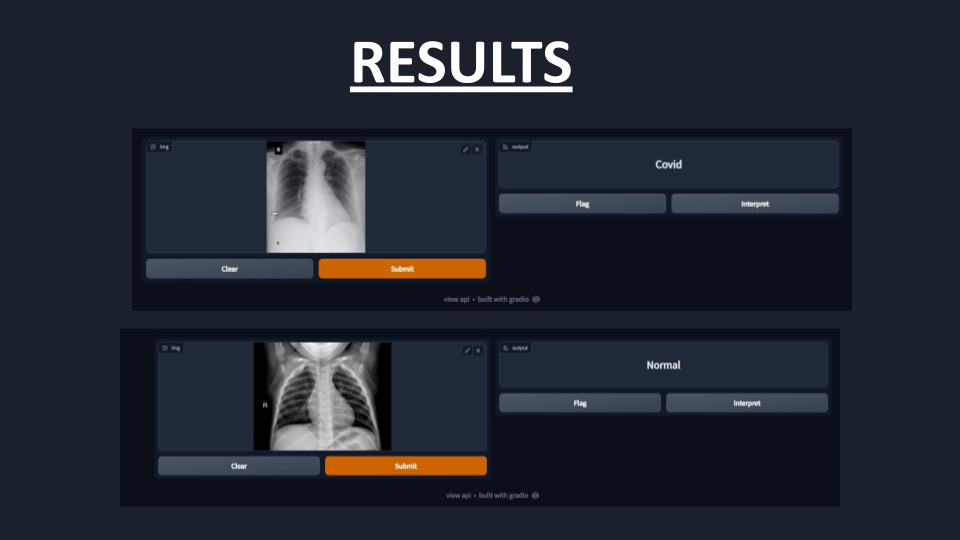 RESULTS
img
R
output
Covid
Flag
Interpret
Clear
Submit
view api • built with gradio
img
output
Normal
Flag
Interpret
Clear
Submit
view api • built with gradio